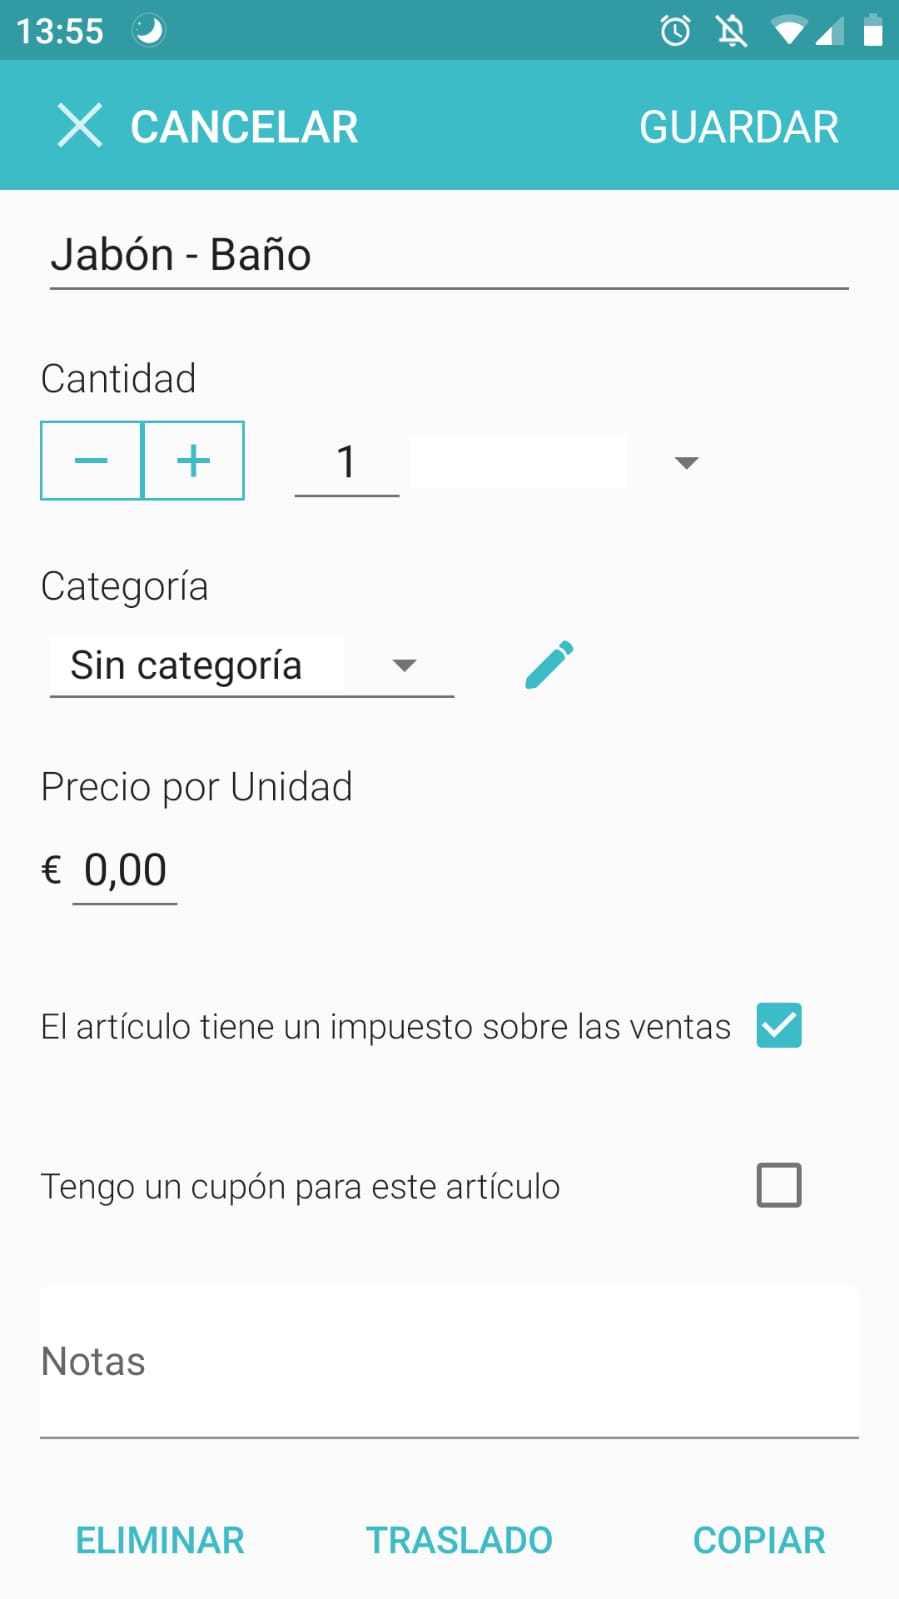 13:55
CANCELAR GUARDAR
Jabón - Baño
Cantidad
− + 1
Categoría
Sin categoría
Precio por Unidad
€ 0,00
El artículo tiene un impuesto sobre las ventas
Tengo un cupón para este artículo
Notas
ELIMINAR TRASLADO COPIAR